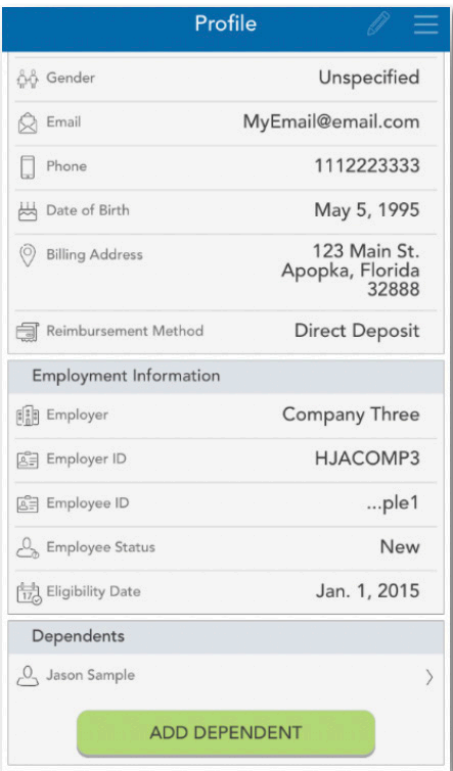 Profile
Gender Unspecified
Email MyEmail@email.com
Phone 1112223333
Date of Birth May 5, 1995
Billing Address 123 Main St.
Apopka, Florida
32888
Reimbursement Method Direct Deposit
Employment Information
Employer Company Three
Employer ID HJACOMP3
Employee ID ...ple1
Employee Status New
17 Eligibility Date Jan. 1, 2015
Dependents
Jason Sample
ADD DEPENDENT